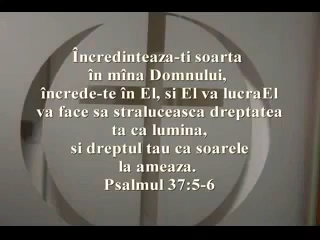 Încredinteaza-ti soarta
în mîna Domnului,
încrede-te în El, si El va lucraEl
va face sa straluceasca dreptatea
ta ca lumina,
si dreptul tau ca soarele
la ameaza.
Psalmul 37:5-6